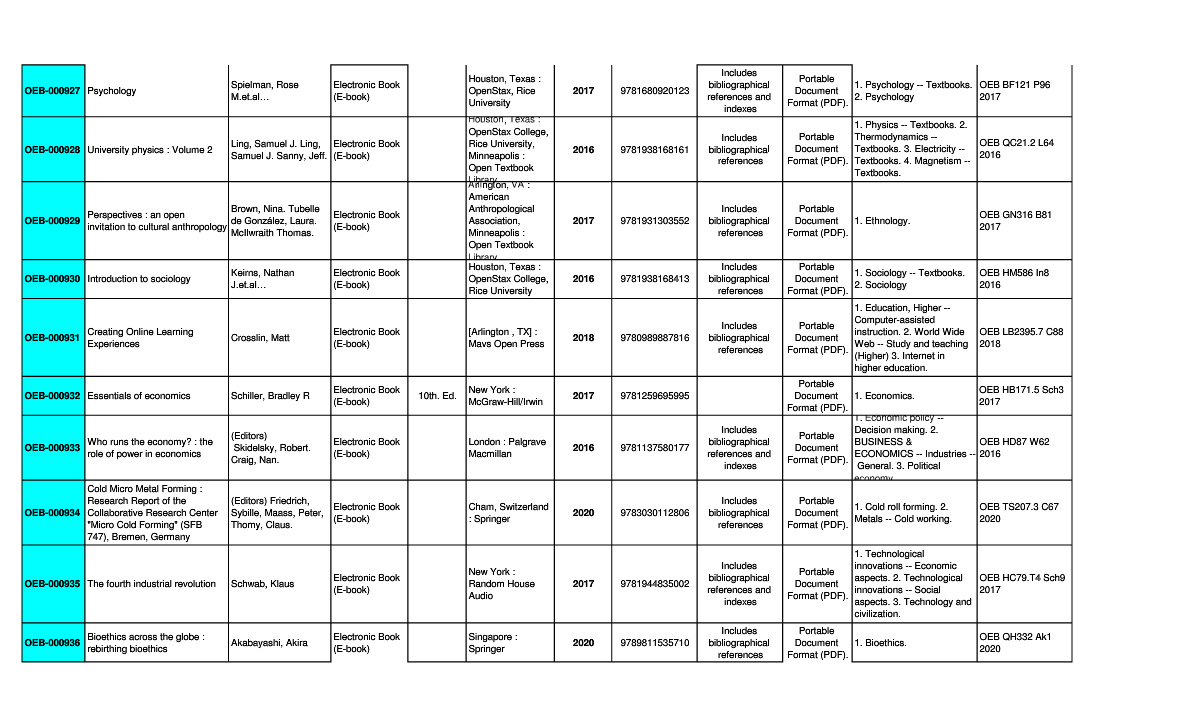 OEB-000927
Psychology
Spielman, Rose
M.et.al…
Electronic Book
(E-book)
Houston, Texas :
OpenStax, Rice
University
2017
9781680920123
Includes
bibliographical
references and
indexes
Portable
Document
Format (PDF).
1. Psychology -- Textbooks.
2. Psychology
OEB BF121 P96
2017
OEB-000928
University physics : Volume 2
Ling, Samuel J. Ling,
Samuel J. Sanny, Jeff.
Electronic Book
(E-book)
Houston, Texas :
OpenStax College,
Rice University,
Minneapolis :
Open Textbook
Library
2016
9781938168161
Includes
bibliographical
references
Portable
Document
Format (PDF).
1. Physics -- Textbooks. 2.
Thermodynamics --
Textbooks. 3. Electricity --
Textbooks. 4. Magnetism --
Textbooks.
OEB QC21.2 L64
2016
OEB-000929
Perspectives : an open
invitation to cultural anthropology
Brown, Nina. Tubelle
de González, Laura.
McIlwraith Thomas.
Electronic Book
(E-book)
Arlington, VA :
American
Anthropological
Association,
Minneapolis :
Open Textbook
Library
2017
9781931303552
Includes
bibliographical
references
Portable
Document
Format (PDF).
1. Ethnology.
OEB GN316 B81
2017
OEB-000930
Introduction to sociology
Keirns, Nathan
J.et.al…
Electronic Book
(E-book)
Houston, Texas :
OpenStax College,
Rice University
2016
9781938168413
Includes
bibliographical
references
Portable
Document
Format (PDF).
1. Sociology -- Textbooks.
2. Sociology
OEB HM586 In8
2016
OEB-000931
Creating Online Learning
Experiences
Crosslin, Matt
Electronic Book
(E-book)
[Arlington , TX] :
Mavs Open Press
2018
9780989887816
Includes
bibliographical
references
Portable
Document
Format (PDF).
1. Education, Higher --
Computer-assisted
instruction. 2. World Wide
Web -- Study and teaching
(Higher) 3. Internet in
higher education.
OEB LB2395.7 C88
2018
OEB-000932
Essentials of economics
Schiller, Bradley R
Electronic Book
(E-book)
10th. Ed.
New York :
McGraw-Hill/Irwin
2017
9781259695995
Portable
Document
Format (PDF).
1. Economics.
OEB HB171.5 Sch3
2017
OEB-000933
Who runs the economy? : the
role of power in economics
(Editors)
Skidelsky, Robert.
Craig, Nan.
Electronic Book
(E-book)
London : Palgrave
Macmillan
2016
9781137580177
Includes
bibliographical
references and
indexes
Portable
Document
Format (PDF).
1. Economic policy --
Decision making. 2.
BUSINESS &
ECONOMICS -- Industries --
General. 3. Political
economy
OEB HD87 W62
2016
OEB-000934
Cold Micro Metal Forming :
Research Report of the
Collaborative Research Center
"Micro Cold Forming" (SFB
747), Bremen, Germany
(Editors) Friedrich,
Sybille, Maass, Peter,
Thomy, Claus.
Electronic Book
(E-book)
Cham, Switzerland
: Springer
2020
9783030112806
Includes
bibliographical
references
Portable
Document
Format (PDF).
1. Cold roll forming. 2.
Metals -- Cold working.
OEB TS207.3 C67
2020
OEB-000935
The fourth industrial revolution
Schwab, Klaus
Electronic Book
(E-book)
New York :
Random House
Audio
2017
9781944835002
Includes
bibliographical
references and
indexes
Portable
Document
Format (PDF).
1. Technological
innovations -- Economic
aspects. 2. Technological
innovations -- Social
aspects. 3. Technology and
civilization.
OEB HC79.T4 Sch9
2017
OEB-000936
Bioethics across the globe :
rebirthing bioethics
Akabayashi, Akira
Electronic Book
(E-book)
Singapore :
Springer
2020
9789811535710
Includes
bibliographical
references
Portable
Document
Format (PDF).
1. Bioethics.
OEB QH332 Ak1
2020